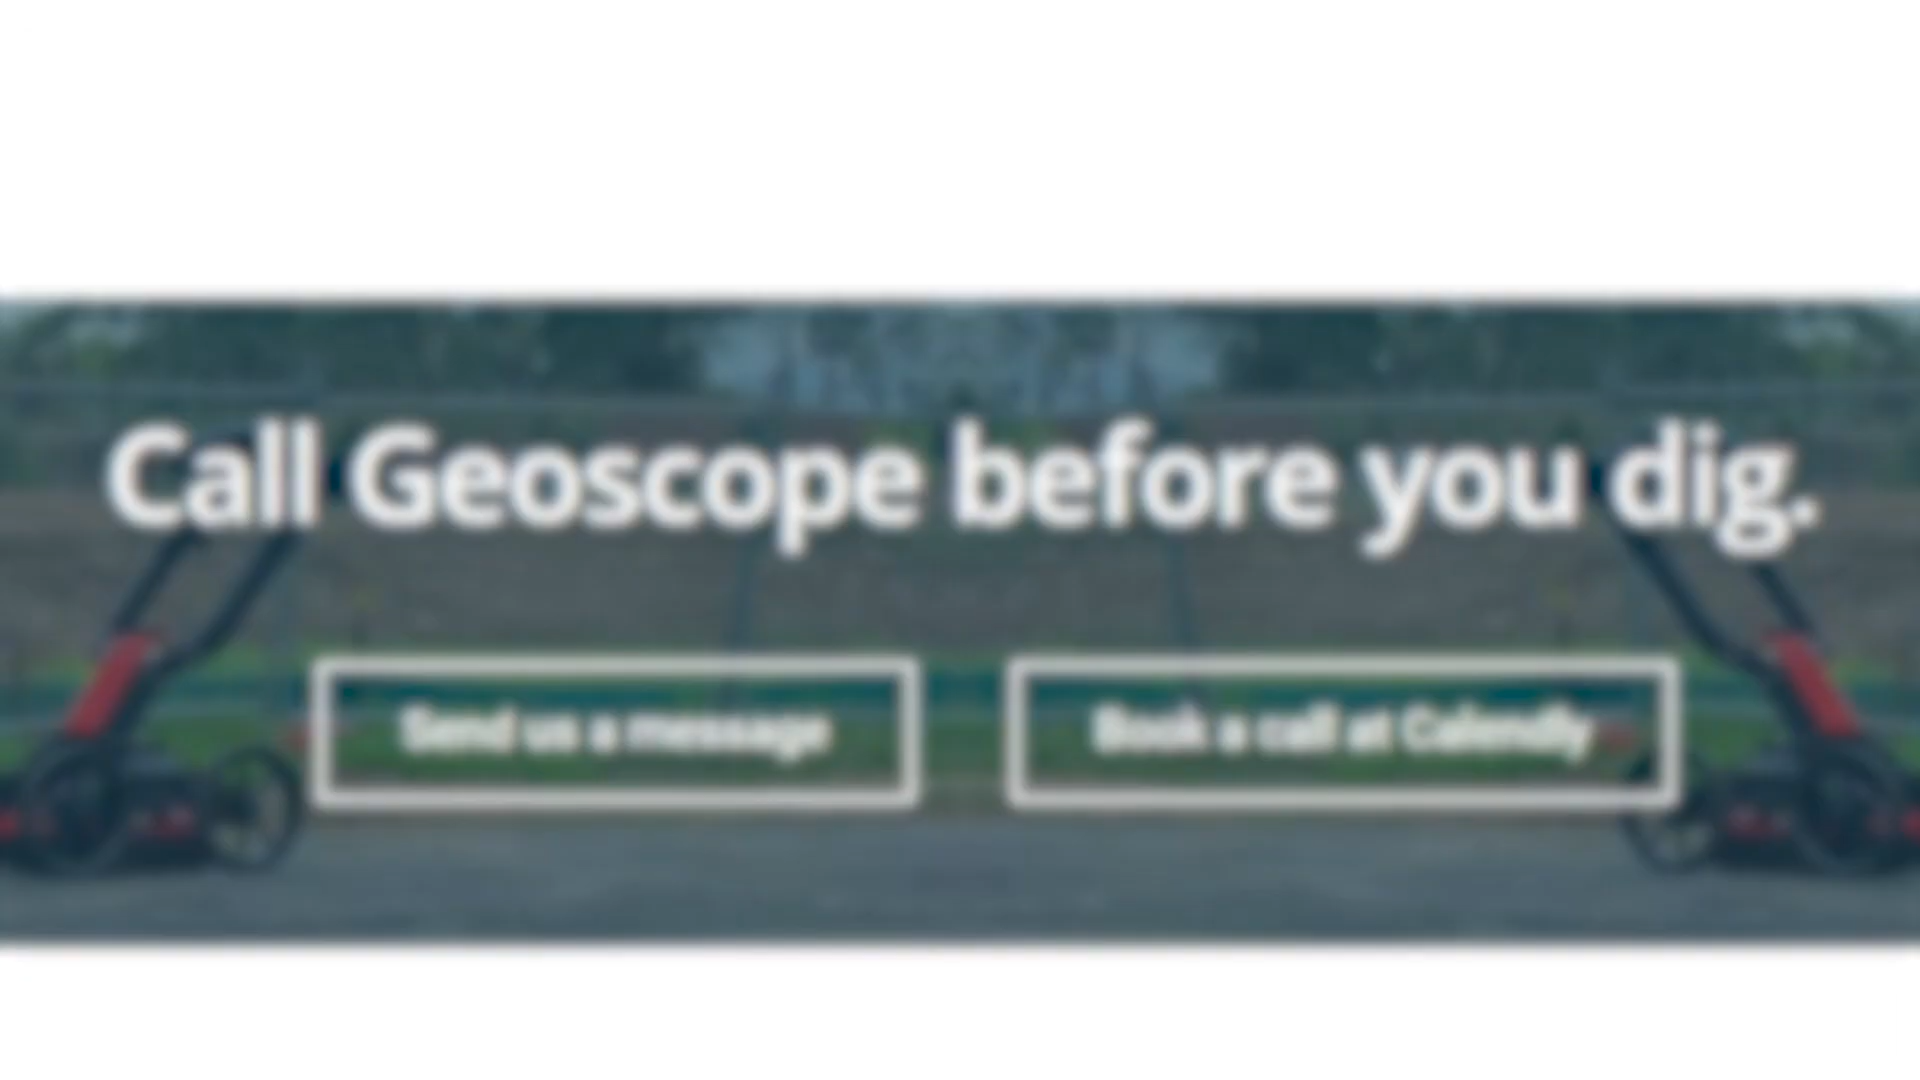 Call Geoscope before you dig.
Send us a message
Book a call at Calendly